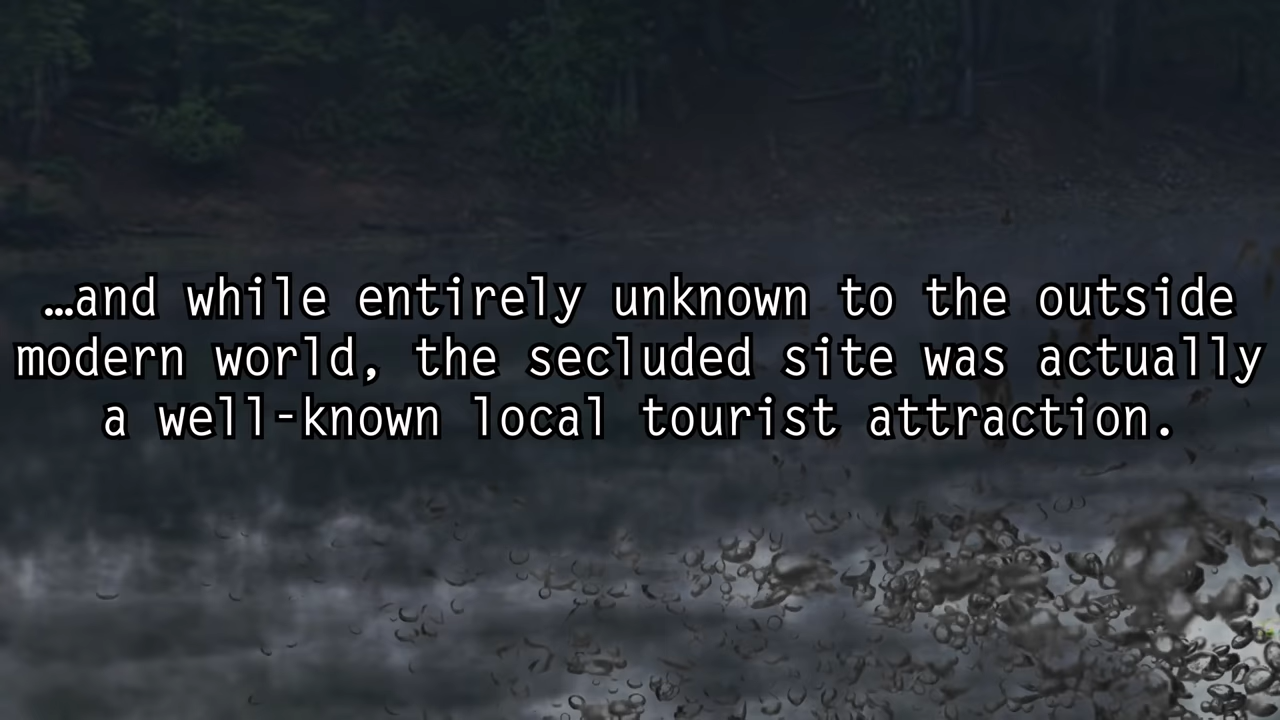 …and while entirely unknown to the outside
modern world, the secluded site was actually
a well-known local tourist attraction.